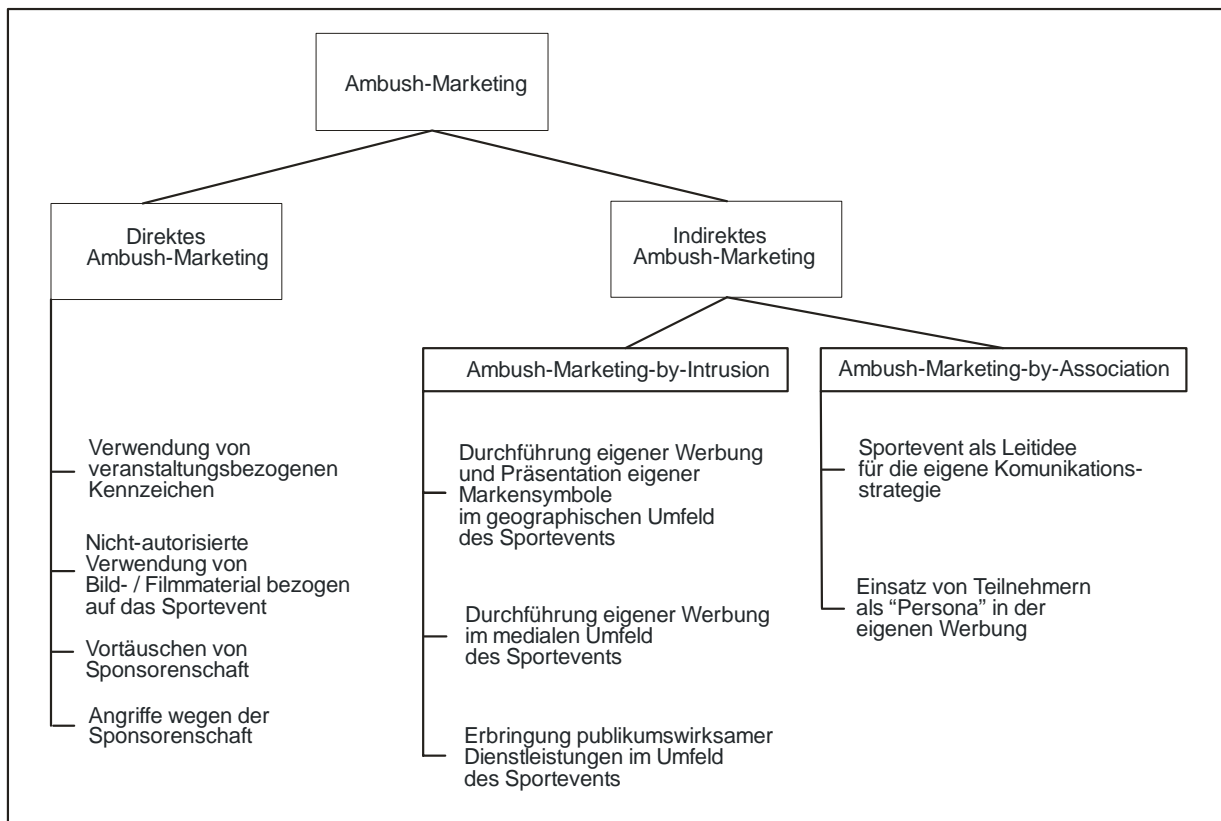 Ambush-Marketing
Direktes
Ambush-Marketing
Indirektes
Ambush-Marketing
Ambush-Marketing-by-Intrusion
Ambush-Marketing-by-Association
Verwendung von
veranstaltungsbezogenen
Kennzeichen
Nicht-autorisierte
Verwendung von
Bild- / Filmmaterial bezogen
auf das Sportevent
Vortäuschen von
Sponsorenschaft
Angriffe wegen der
Sponsorenschaft
Durchführung eigener Werbung
und Präsentation eigener
Markensymbole
im geographischen Umfeld
des Sportevents
Durchführung eigener Werbung
im medialen Umfeld
des Sportevents
Erbringung publikumswirksamer
Dienstleistungen im Umfeld
des Sportevents
Sportevent als Leitidee
für die eigene Komunikations-
strategie
Einsatz von Teilnehmern
als “Persona” in der
eigenen Werbung